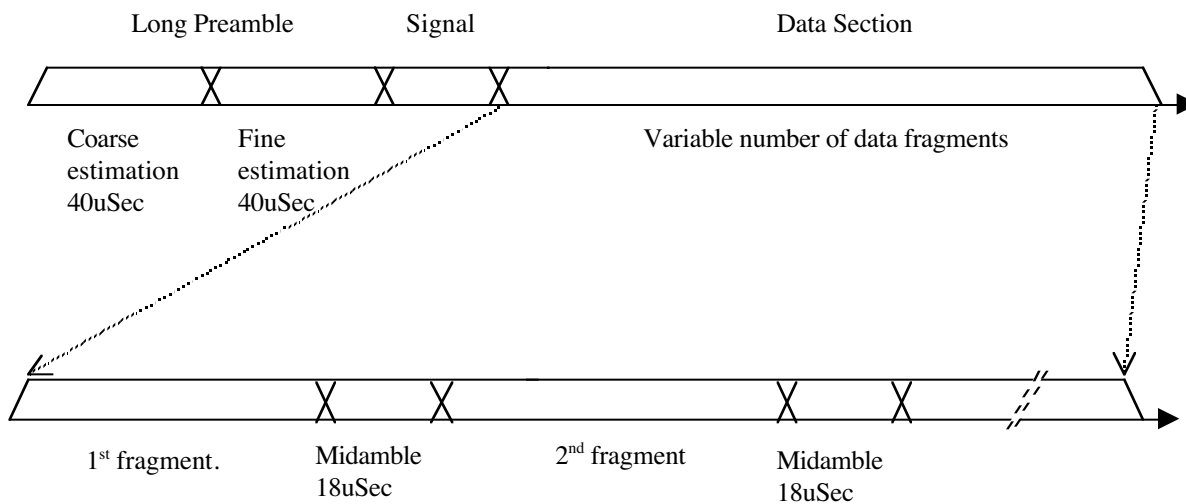 Long Preamble
Signal
Data Section
Coarse
estimation
40uSec
Fine
estimation
40uSec
Variable number of data fragments
1st fragment.
Midamble
18uSec
2nd fragment
Midamble
18uSec